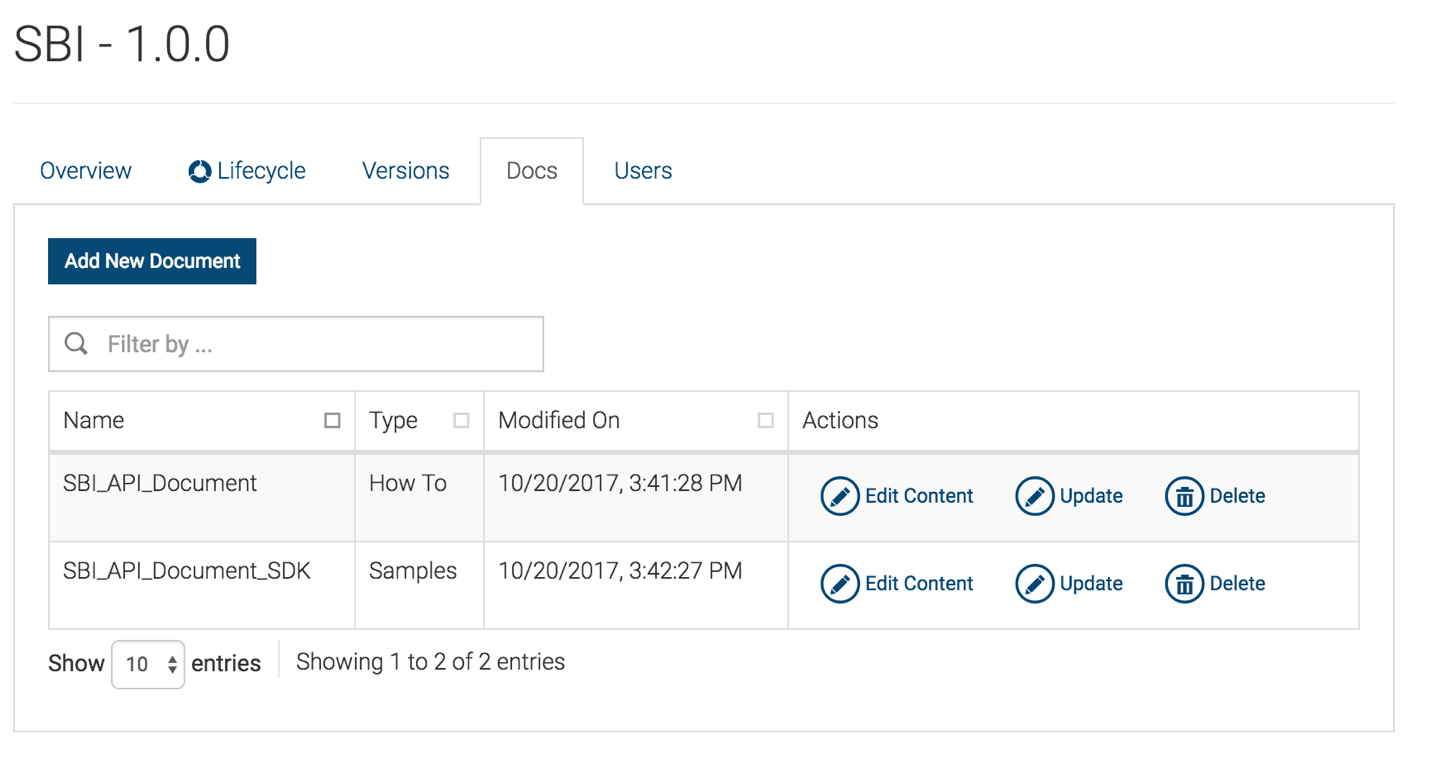 SBI - 1.0.0
Overview Lifecycle Versions Docs Users
Add New Document
Filter by ...
Name Type Modified On Actions
SBI_API_Document How To 10/20/2017, 3:41:28 PM Edit Content Update Delete
SBI_API_Document_SDK Samples 10/20/2017, 3:42:27 PM Edit Content Update Delete
Show 10 entries Showing 1 to 2 of 2 entries